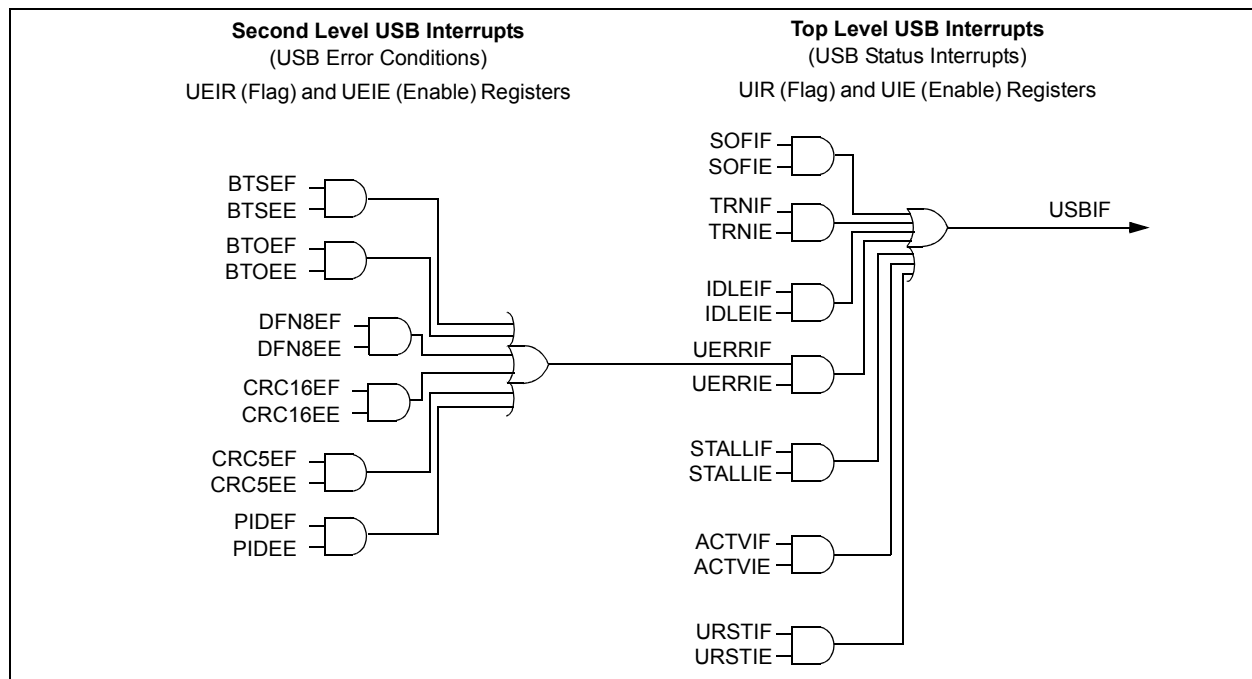 Second Level USB Interrupts
(USB Error Conditions)
UEIR (Flag) and UEIE (Enable) Registers
Top Level USB Interrupts
(USB Status Interrupts)
UIR (Flag) and UIE (Enable) Registers
BTSEF
BTSEE
BTOEF
BTOEE
DFN8EF
DFN8EE
CRC16EF
CRC16EE
CRC5EF
CRC5EE
PIDEF
PIDEE
SOFIF
SOFIE
TRNIF
TRNIE
IDLEIF
IDLEIE
UERRIF
UERRIE
STALLIF
STALLIE
ACTVIF
ACTVIE
URSTIF
URSTIE
USBIF